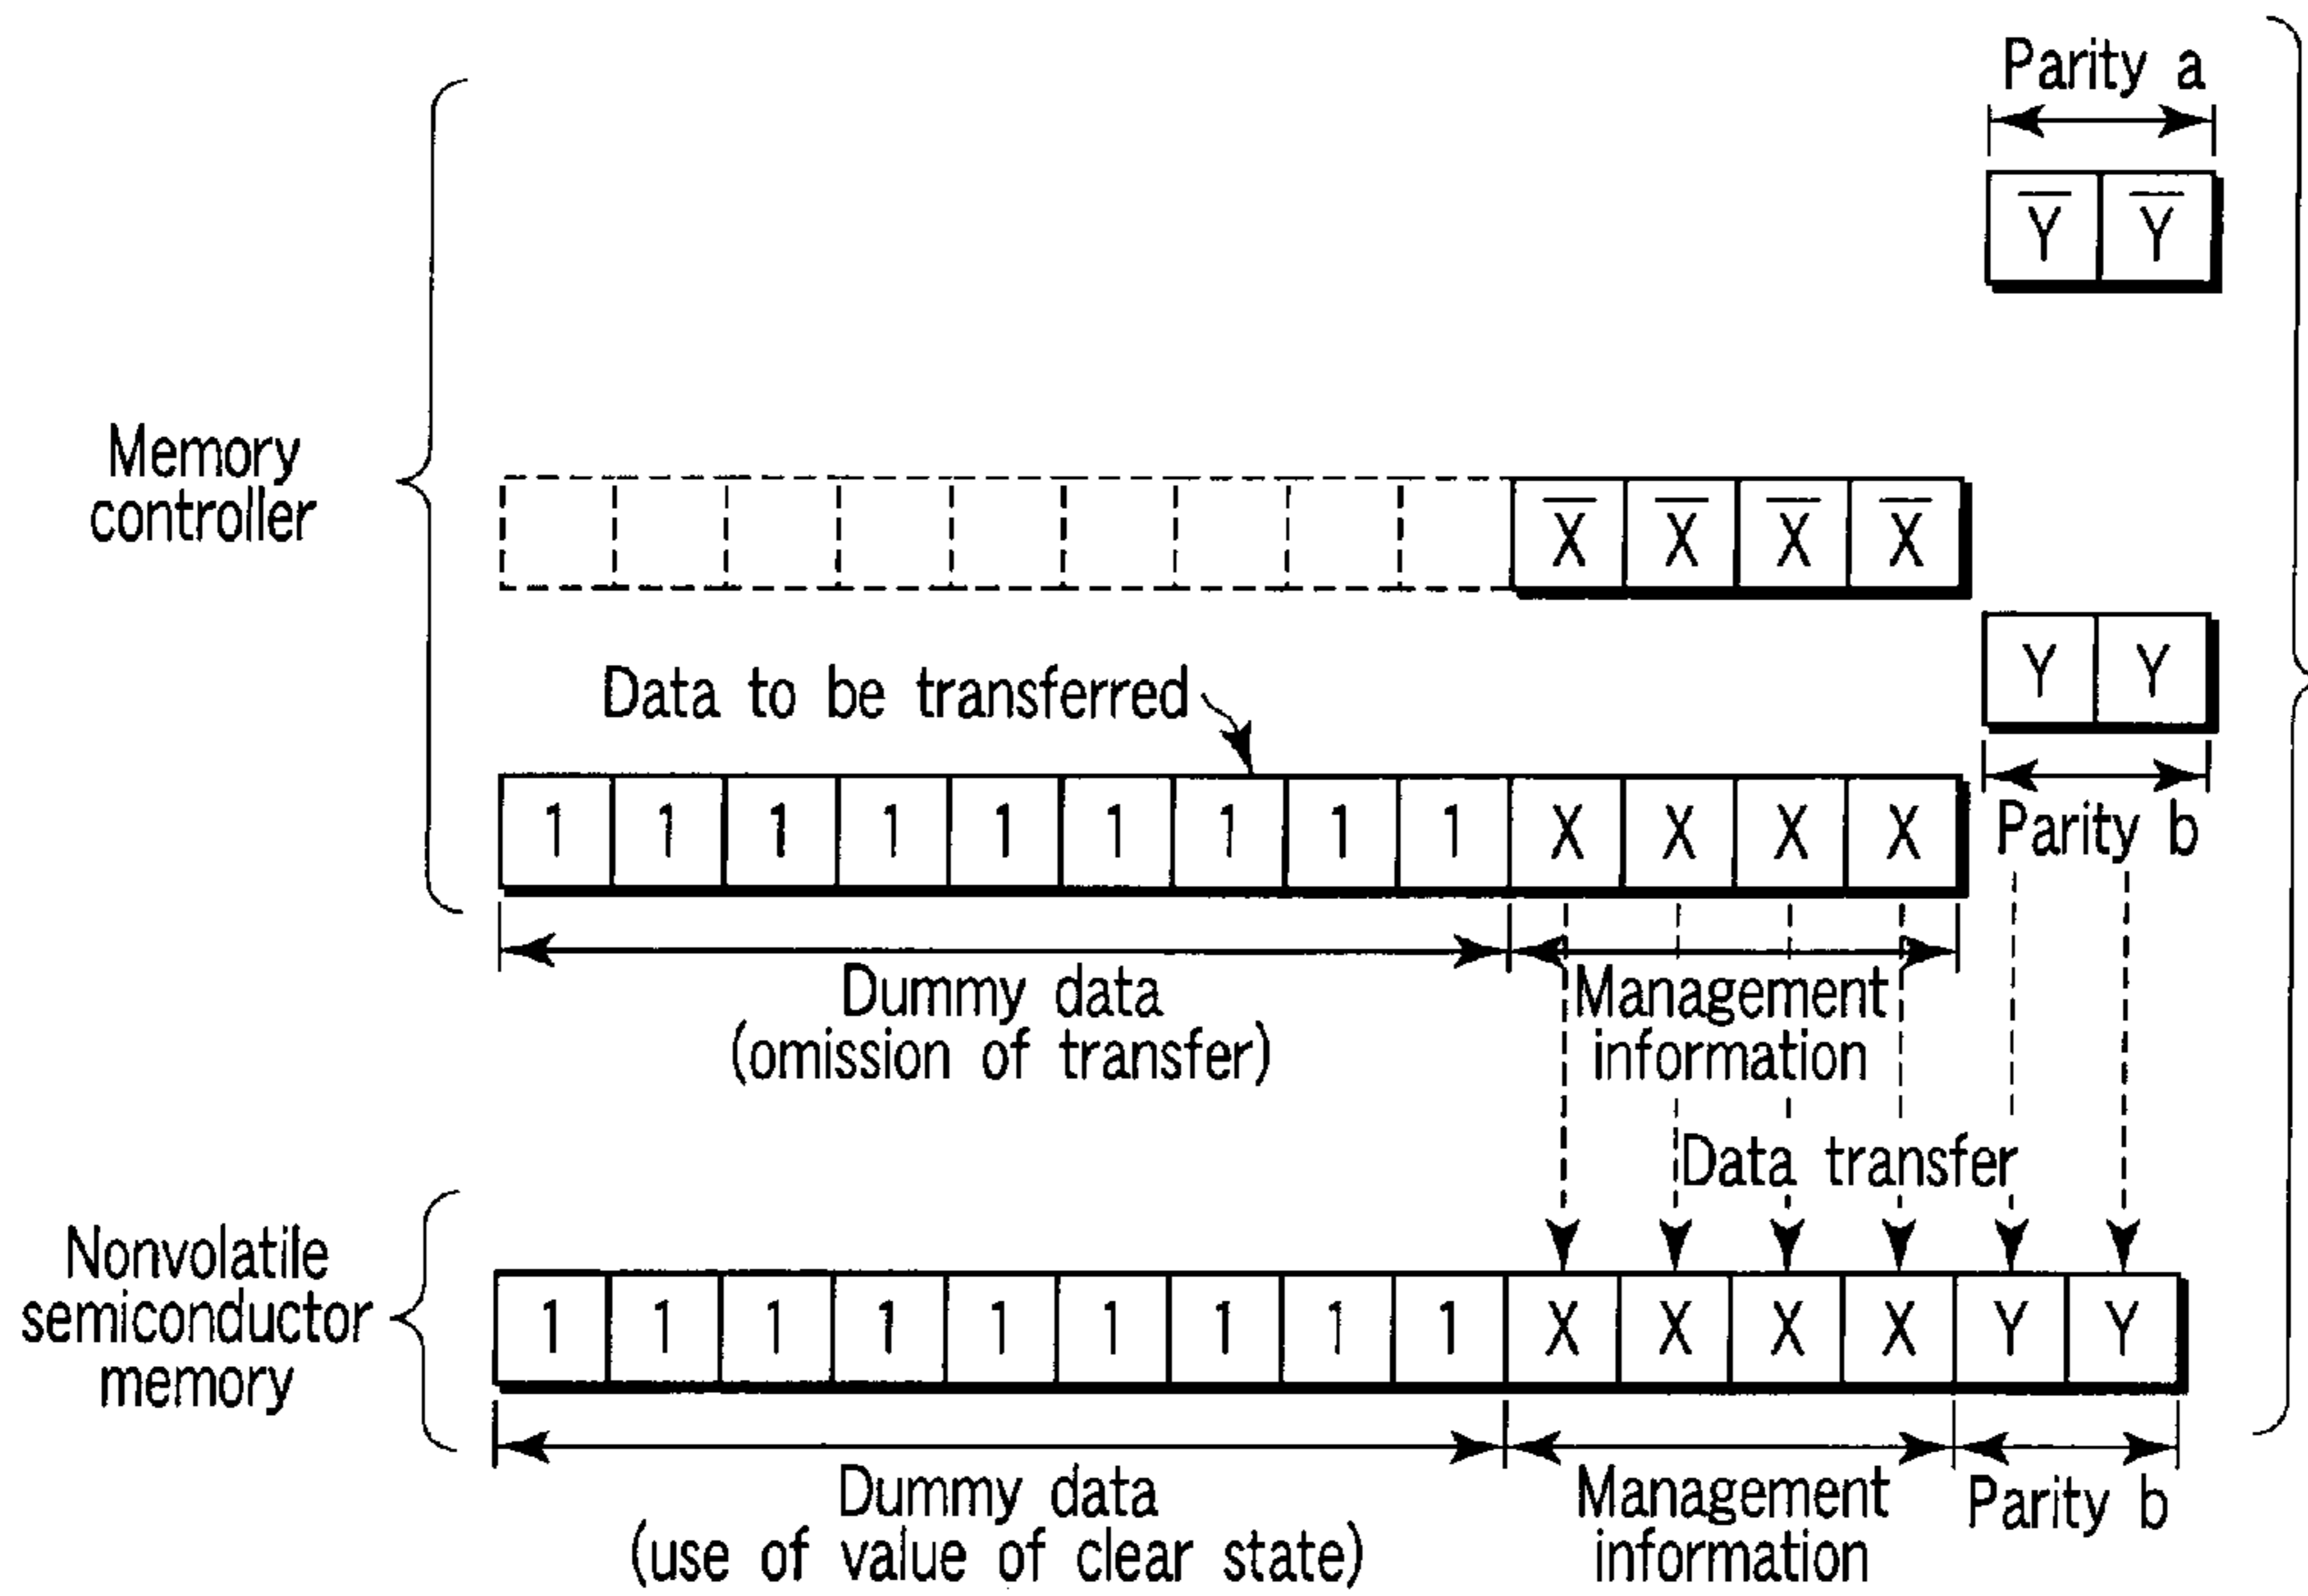 Parity a
Y̅ Y̅
Memory
controller
X̅ X̅ X̅ X̅
Y Y
Data to be transferred
1 1 1 1 1 1 1 1 1 X X X X
Parity b
Dummy data
(omission of transfer)
Management
information
Data transfer
Nonvolatile
semiconductor
memory
1 1 1 1 1 1 1 1 1 X X X X Y Y
Dummy data
(use of value of clear state)
Management
information
Parity b